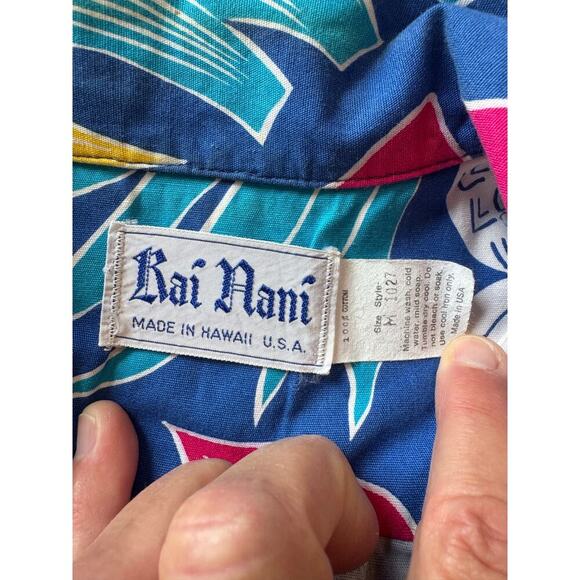 Kai Nani
MADE IN HAWAII U.S.A.
100% COTTON
Size Style-
M 1027
Machine wash, cold
water, mild soap.
Tumble dry cool. Do
not bleach or soak.
Use cool iron only.
Made in USA